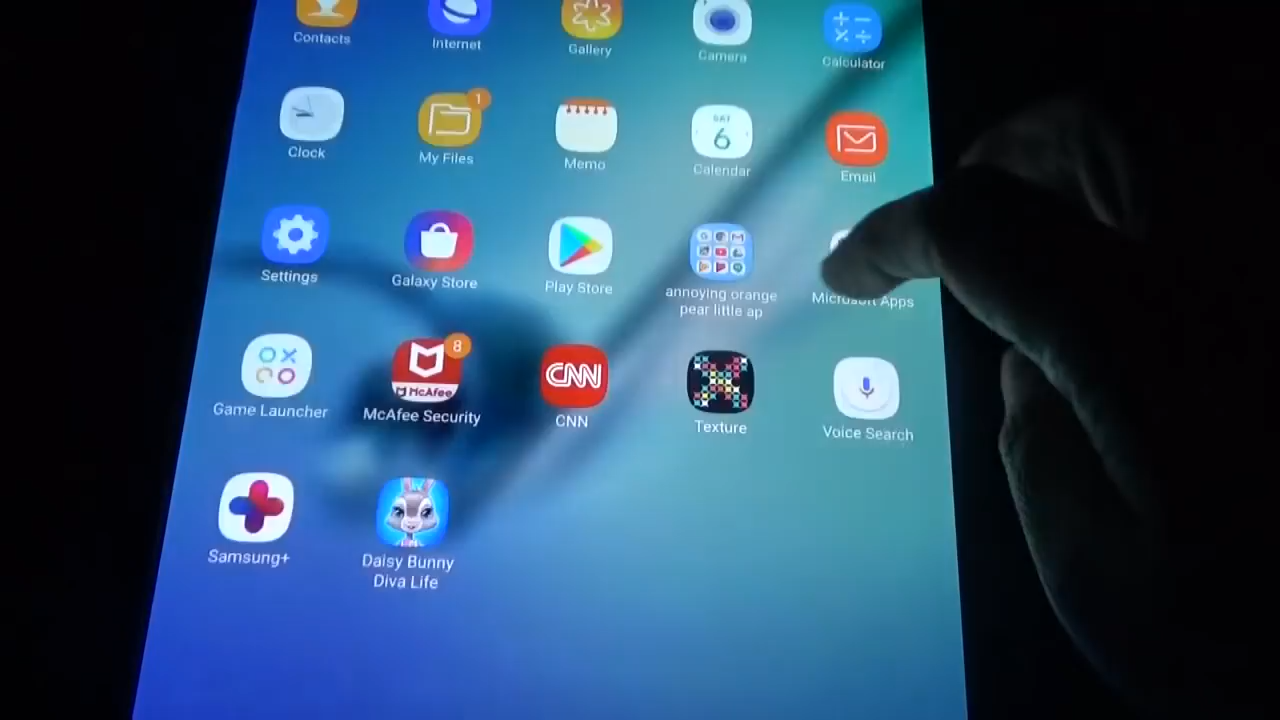 Contacts
Internet
Gallery
Camera
Calculator
Clock
1
My Files
Memo
SAT
6
Calendar
Email
Settings
Galaxy Store
Play Store
annoying orange
pear little ap
Microsoft Apps
Game Launcher
8
McAfee
McAfee Security
CNN
CNN
Texture
Voice Search
Samsung+
Daisy Bunny
Diva Life